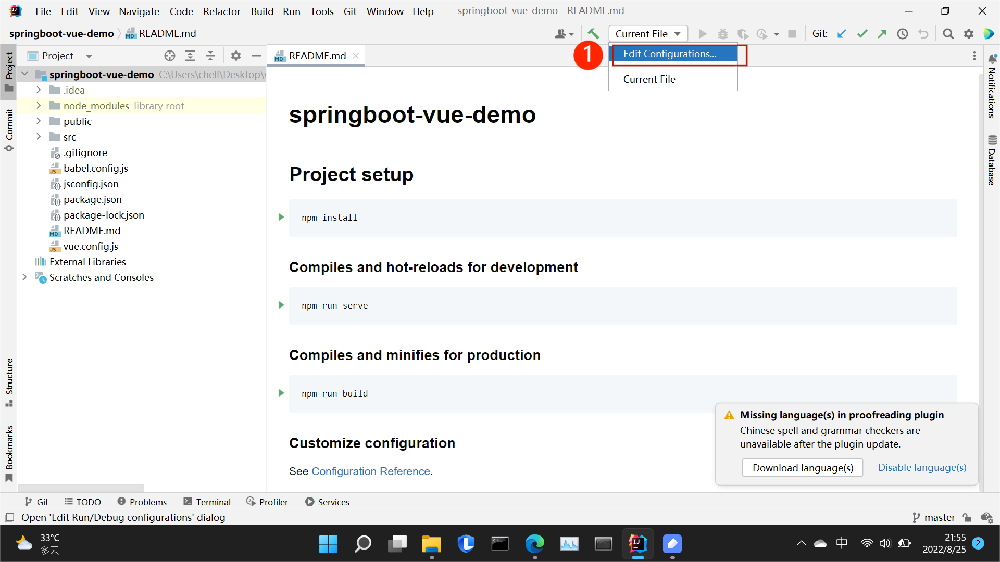 File Edit View Navigate Code Refactor Build Run Tools Git Window Help springboot-vue-demo - README.md
springboot-vue-demo README.md Current File Git:
Project
README.md
1
Edit Configurations...
Current File
Project
Commit
Structure
Bookmarks
Notifications
Database
springboot-vue-demo C:\Users\chell\Desktop\
.idea
node_modules library root
public
src
.gitignore
babel.config.js
jsconfig.json
package.json
package-lock.json
README.md
vue.config.js
External Libraries
Scratches and Consoles
springboot-vue-demo
Project setup
npm install
Compiles and hot-reloads for development
npm run serve
Compiles and minifies for production
npm run build
Customize configuration
See Configuration Reference.
Missing language(s) in proofreading plugin
Chinese spell and grammar checkers are
unavailable after the plugin update.
Download language(s) Disable language(s)
Git TODO Problems Terminal Profiler Services
Open 'Edit Run/Debug configurations' dialog master
33°C
多云
中
21:55
2022/8/25
2